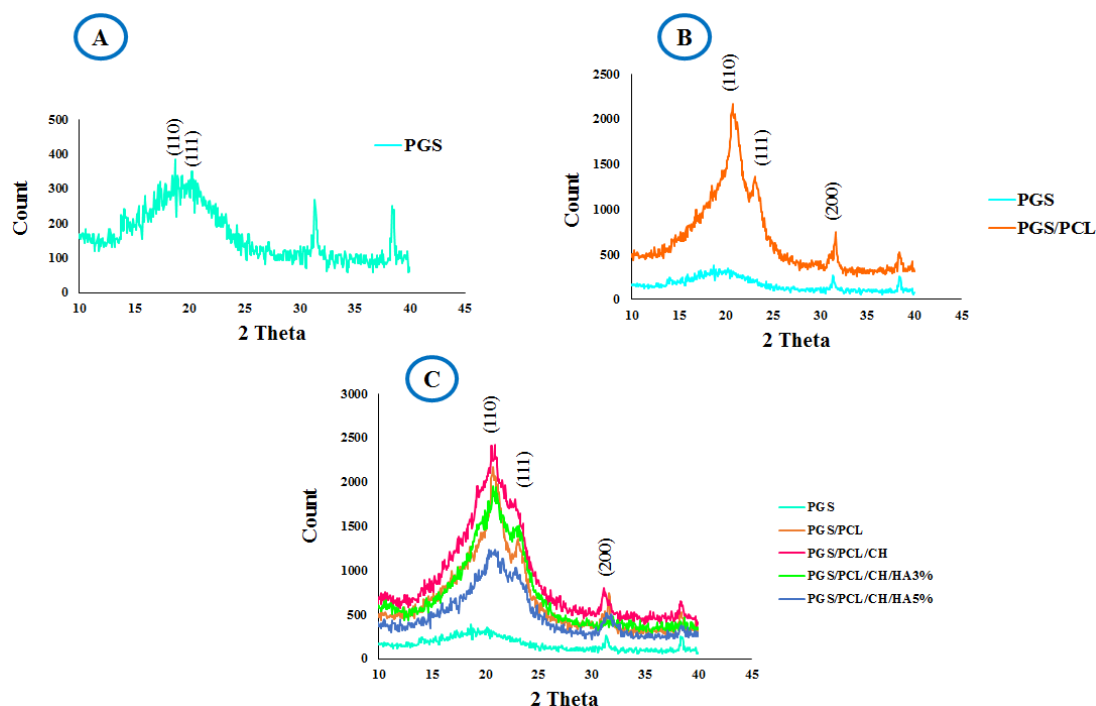 A
500
400
300
200
100
0
Count
(110)
(111)
PGS
10 15 20 25 30 35 40 45
2 Theta
B
2500
2000
1500
1000
500
0
Count
(110)
(111)
(200)
PGS
PGS/PCL
10 15 20 25 30 35 40 45
2 Theta
C
3000
2500
2000
1500
1000
500
0
Count
(110)
(111)
(200)
PGS
PGS/PCL
PGS/PCL/CH
PGS/PCL/CH/HA3%
PGS/PCL/CH/HA5%
10 15 20 25 30 35 40 45
2 Theta